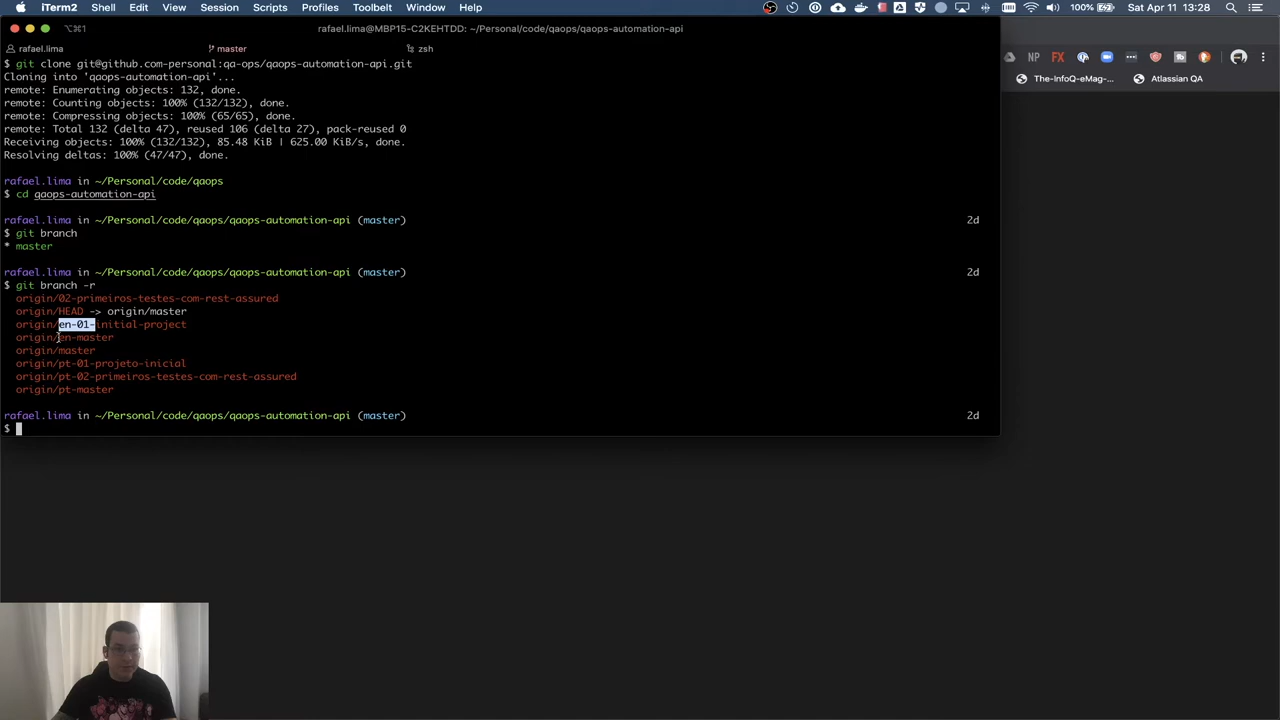 iTerm2 Shell Edit View Session Scripts Profiles Toolbelt Window Help 100% Sat Apr 11 13:28
⌥⌘1 rafael.lima@MBP15-C2KEHTDD: ~/Personal/code/qaops/qaops-automation-api
rafael.lima master zsh
NP FX
The-InfoQ-eMag-... Atlassian QA
$ git clone git@github.com-personal:qa-ops/qaops-automation-api.git
Cloning into 'qaops-automation-api'...
remote: Enumerating objects: 132, done.
remote: Counting objects: 100% (132/132), done.
remote: Compressing objects: 100% (65/65), done.
remote: Total 132 (delta 47), reused 106 (delta 27), pack-reused 0
Receiving objects: 100% (132/132), 85.48 KiB | 625.00 KiB/s, done.
Resolving deltas: 100% (47/47), done.
rafael.lima in ~/Personal/code/qaops
$ cd qaops-automation-api
rafael.lima in ~/Personal/code/qaops/qaops-automation-api (master) 2d
$ git branch
* master
rafael.lima in ~/Personal/code/qaops/qaops-automation-api (master) 2d
$ git branch -r
origin/02-primeiros-testes-com-rest-assured
origin/HEAD -> origin/master
origin/en-01-initial-project
origin/en-master
origin/master
origin/pt-01-projeto-inicial
origin/pt-02-primeiros-testes-com-rest-assured
origin/pt-master
rafael.lima in ~/Personal/code/qaops/qaops-automation-api (master) 2d
$